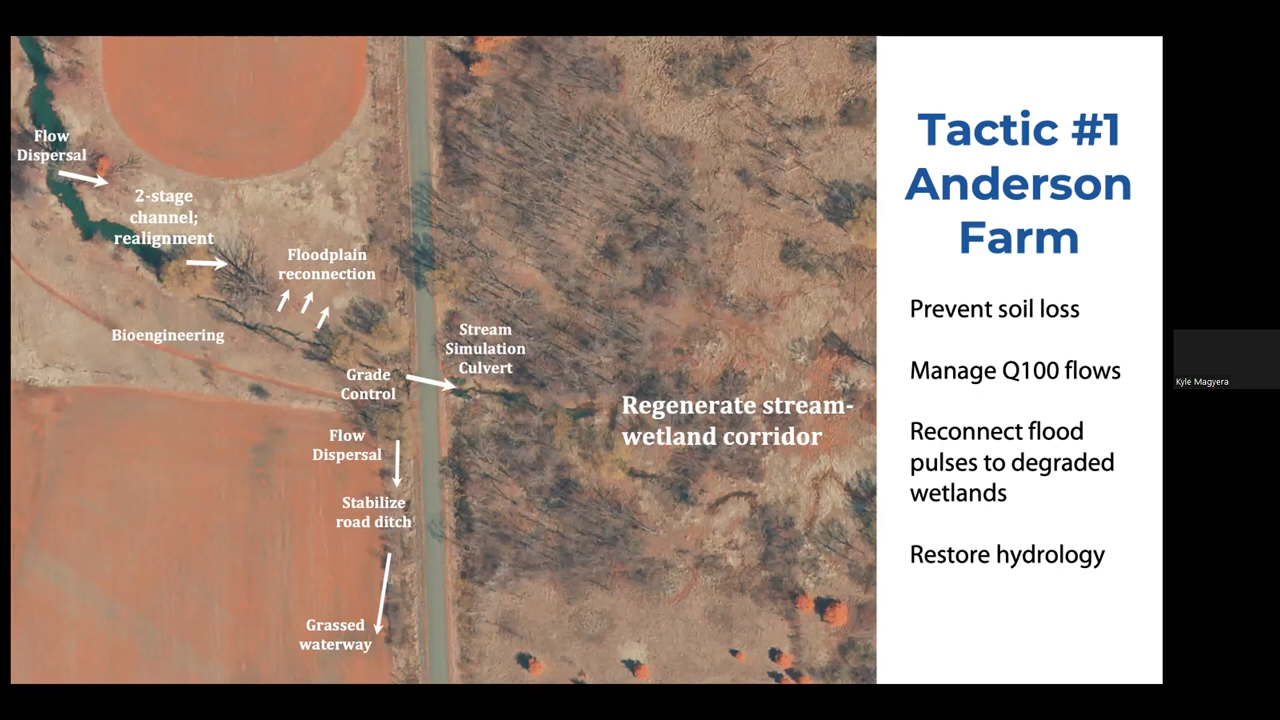 Flow
Dispersal
2-stage
channel;
realignment
Floodplain
reconnection
Bioengineering
Stream
Simulation
Culvert
Grade
Control
Regenerate stream-
wetland corridor
Flow
Dispersal
Stabilize
road ditch
Grassed
waterway
Tactic #1
Anderson
Farm
Prevent soil loss
Manage Q100 flows
Reconnect flood
pulses to degraded
wetlands
Restore hydrology
Kyle Magyera